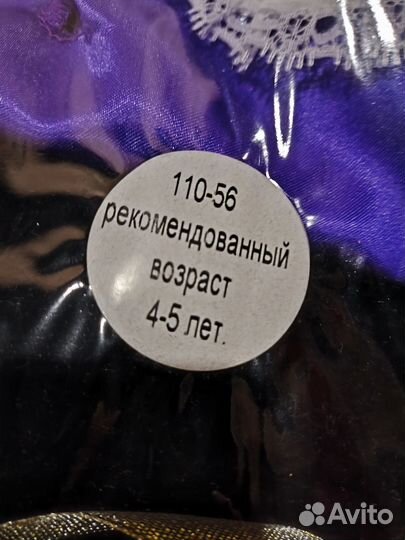 110-56
рекомендованный
возраст
4-5 лет.
Avito